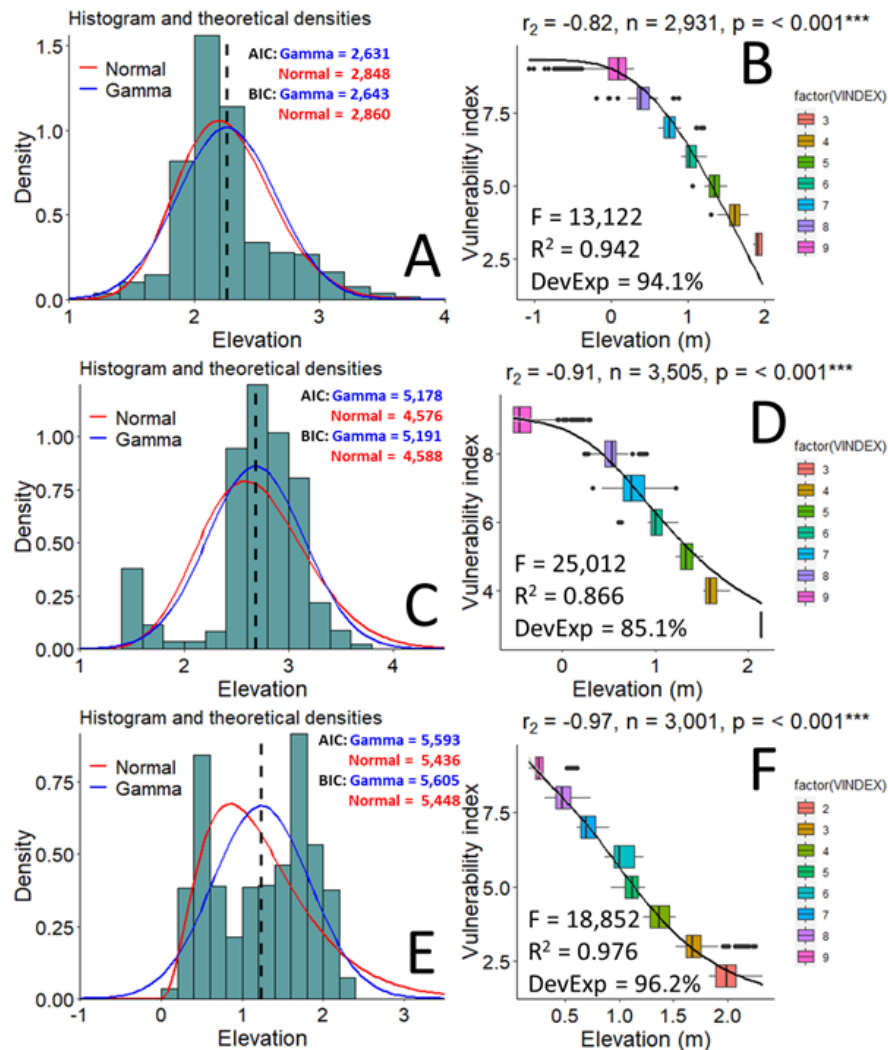 Histogram and theoretical densities
AIC: Gamma = 2,631
Normal = 2,848
BIC: Gamma = 2,643
Normal = 2,860
Normal
Gamma
Density
1.5
1.0
0.5
0.0
1 2 3 4
Elevation
A
r₂ = -0.82, n = 2,931, p = < 0.001***
B
Vulnerability index
7.5
5.0
2.5
F = 13,122
R² = 0.942
DevExp = 94.1%
-1 0 1 2
Elevation (m)
factor(VINDEX)
3
4
5
6
7
8
9
Histogram and theoretical densities
AIC: Gamma = 5,178
Normal = 4,576
BIC: Gamma = 5,191
Normal = 4,588
Normal
Gamma
Density
1.00
0.75
0.50
0.25
0.00
1 2 3 4
Elevation
C
r₂ = -0.91, n = 3,505, p = < 0.001***
D
Vulnerability index
8
6
4
F = 25,012
R² = 0.866
DevExp = 85.1%
0 1 2
Elevation (m)
factor(VINDEX)
3
4
5
6
7
8
9
Histogram and theoretical densities
AIC: Gamma = 5,593
Normal = 5,436
BIC: Gamma = 5,605
Normal = 5,448
Normal
Gamma
Density
0.75
0.50
0.25
0.00
-1 0 1 2 3
Elevation
E
r₂ = -0.97, n = 3,001, p = < 0.001***
F
Vulnerability index
7.5
5.0
2.5
F = 18,852
R² = 0.976
DevExp = 96.2%
0.5 1.0 1.5 2.0
Elevation (m)
factor(VINDEX)
2
3
4
5
6
7
8
9